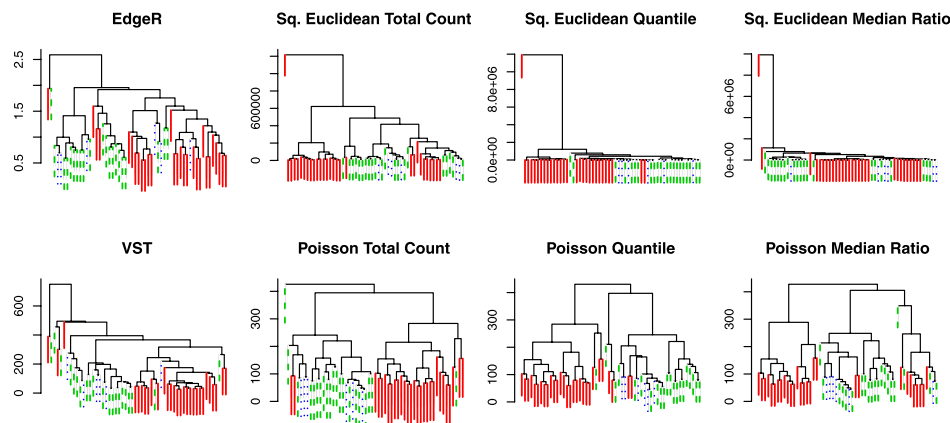 EdgeR
Sq. Euclidean Total Count
Sq. Euclidean Quantile
Sq. Euclidean Median Ratio
2.5
1.5
0.5
600000
0
8.0e+06
0.0e+00
6e+06
0e+00
VST
Poisson Total Count
Poisson Quantile
Poisson Median Ratio
600
200
0
300
100
0
300
100
0
300
100
0